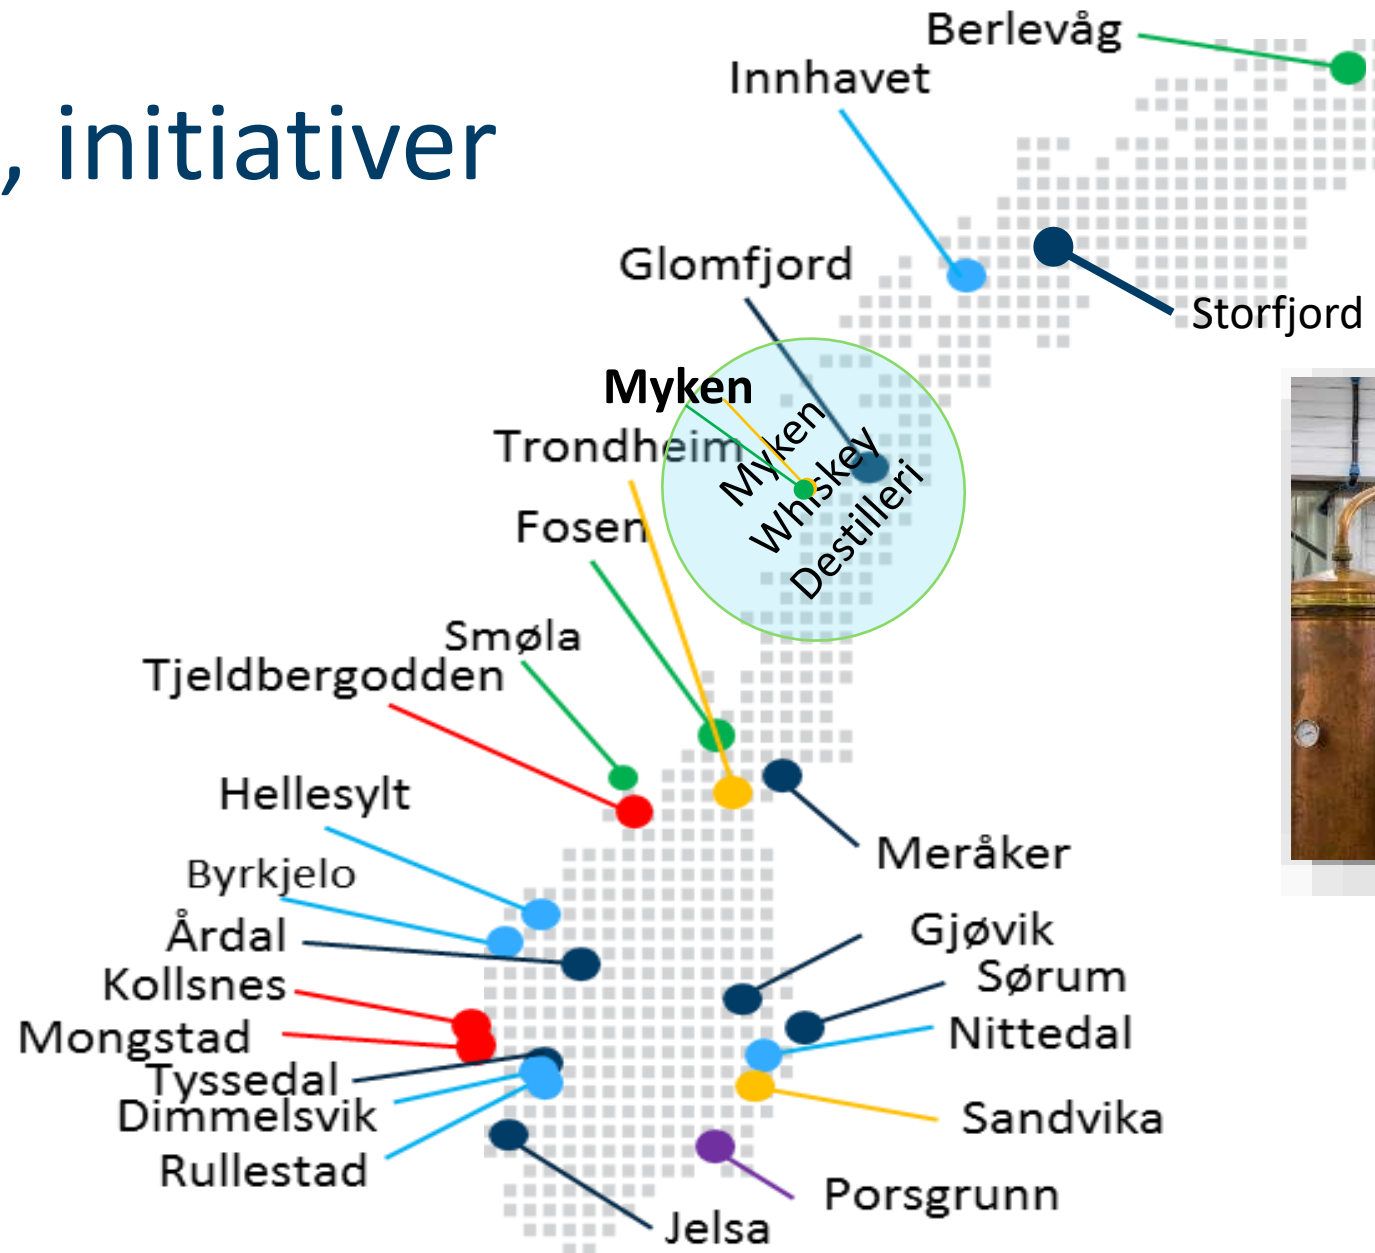 Berlevåg
Innhavet
, initiativer
Glomfjord
Storfjord
Myken
Trondheim
Myken
Whiskey
Destilleri
Fosen
Smøla
Tjeldbergodden
Hellesylt
Meråker
Byrkjelo
Årdal
Gjøvik
Kollsnes
Sørum
Mongstad
Nittedal
Tyssedal
Dimmelsvik
Sandvika
Rullestad
Porsgrunn
Jelsa